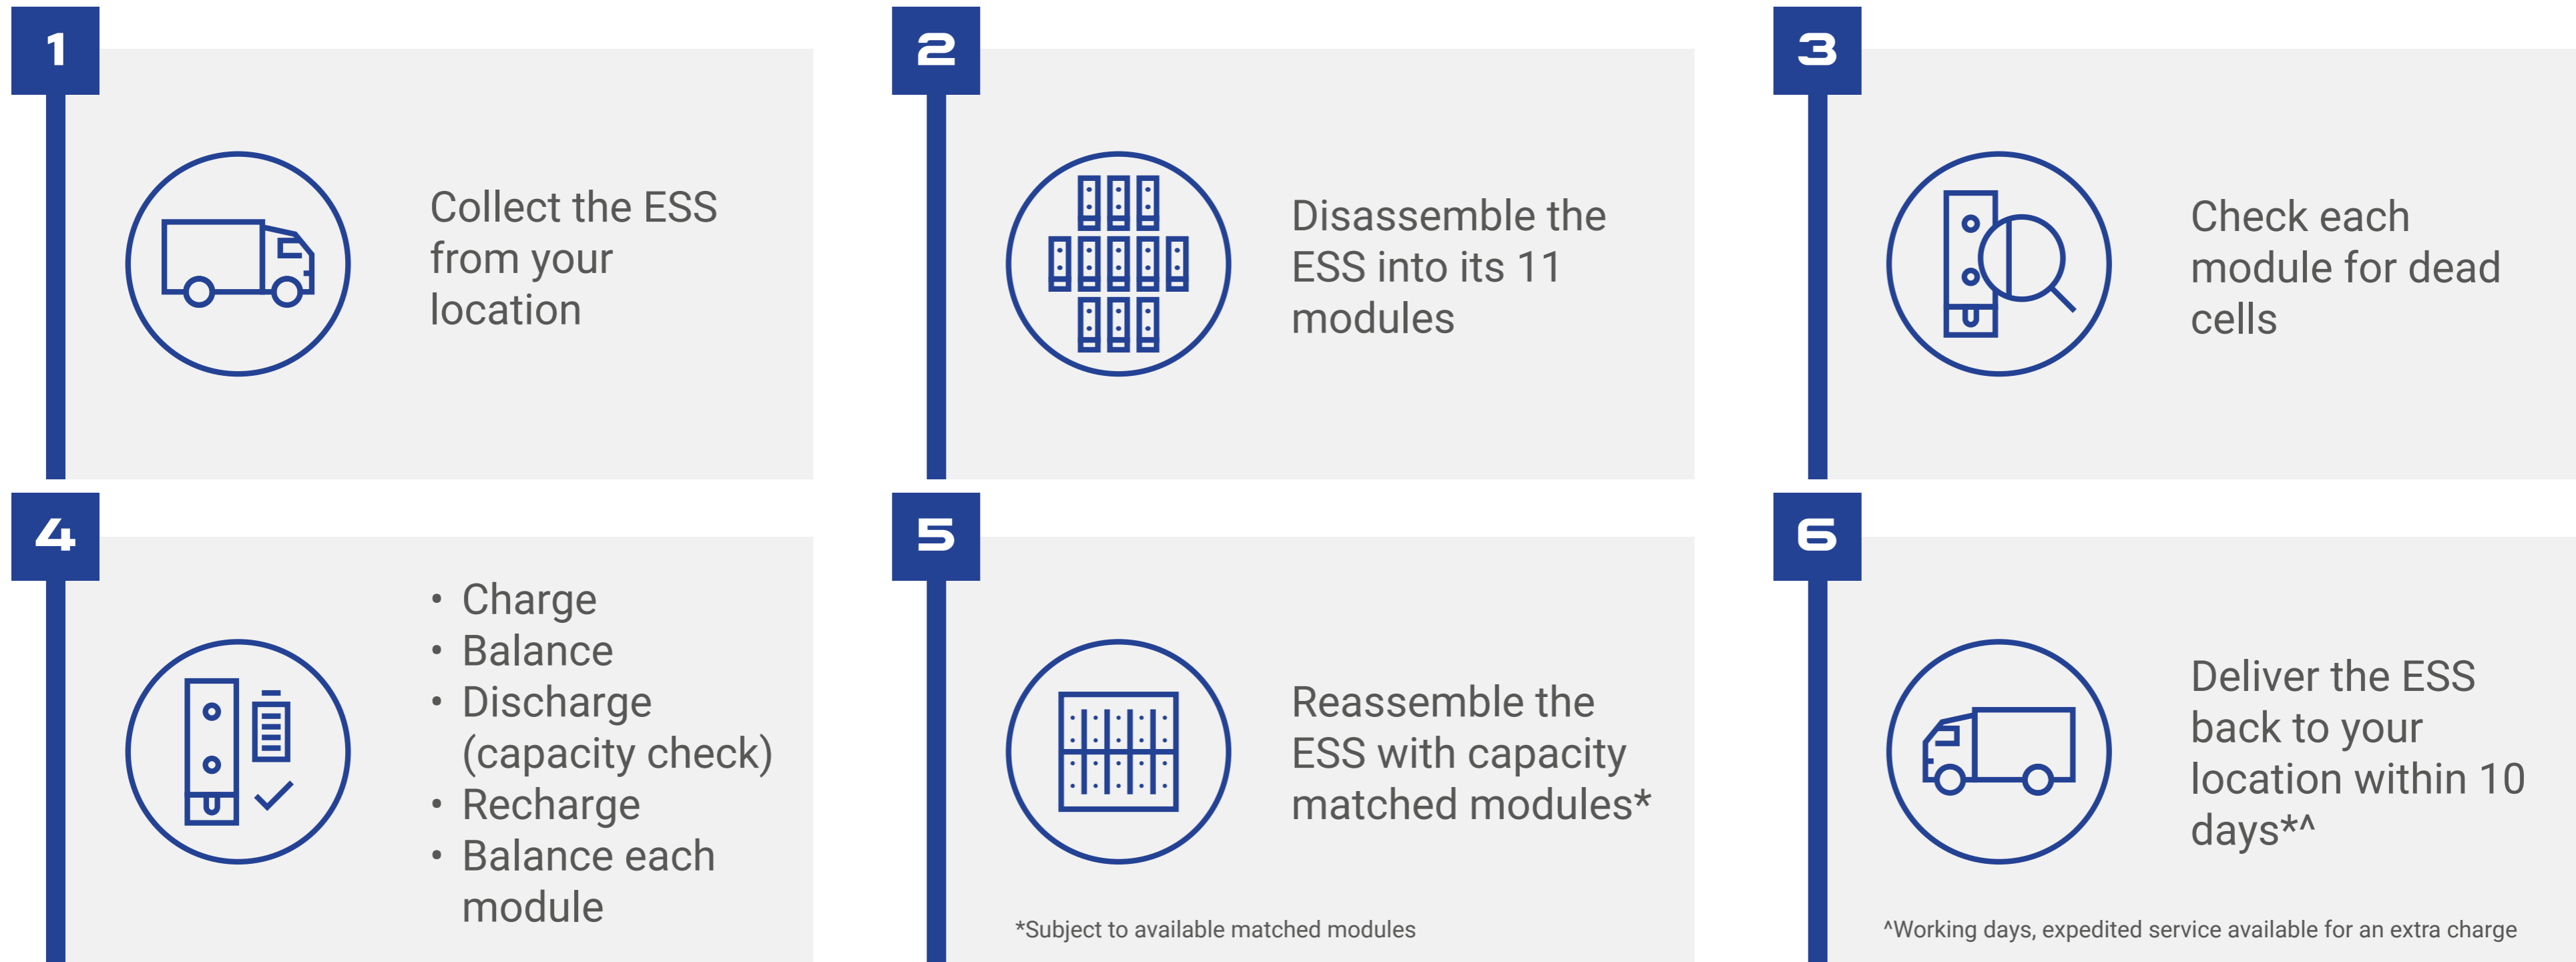 1
Collect the ESS
from your
location
2
Disassemble the
ESS into its 11
modules
3
Check each
module for dead
cells
4
• Charge
• Balance
• Discharge
(capacity check)
• Recharge
• Balance each
module
5
Reassemble the
ESS with capacity
matched modules*
*Subject to available matched modules
6
Deliver the ESS
back to your
location within 10
days*^
^Working days, expedited service available for an extra charge